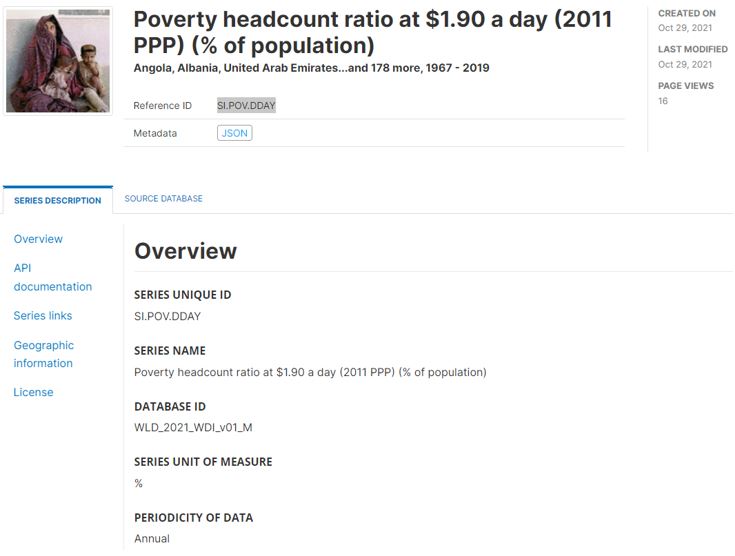 Poverty headcount ratio at $1.90 a day (2011
PPP) (% of population)
Angola, Albania, United Arab Emirates...and 178 more, 1967 - 2019
Reference ID SI.POV.DDAY
Metadata JSON
CREATED ON
Oct 29, 2021
LAST MODIFIED
Oct 29, 2021
PAGE VIEWS
16
SERIES DESCRIPTION SOURCE DATABASE
Overview
API
documentation
Series links
Geographic
information
License
Overview
SERIES UNIQUE ID
SI.POV.DDAY
SERIES NAME
Poverty headcount ratio at $1.90 a day (2011 PPP) (% of population)
DATABASE ID
WLD_2021_WDI_v01_M
SERIES UNIT OF MEASURE
%
PERIODICITY OF DATA
Annual